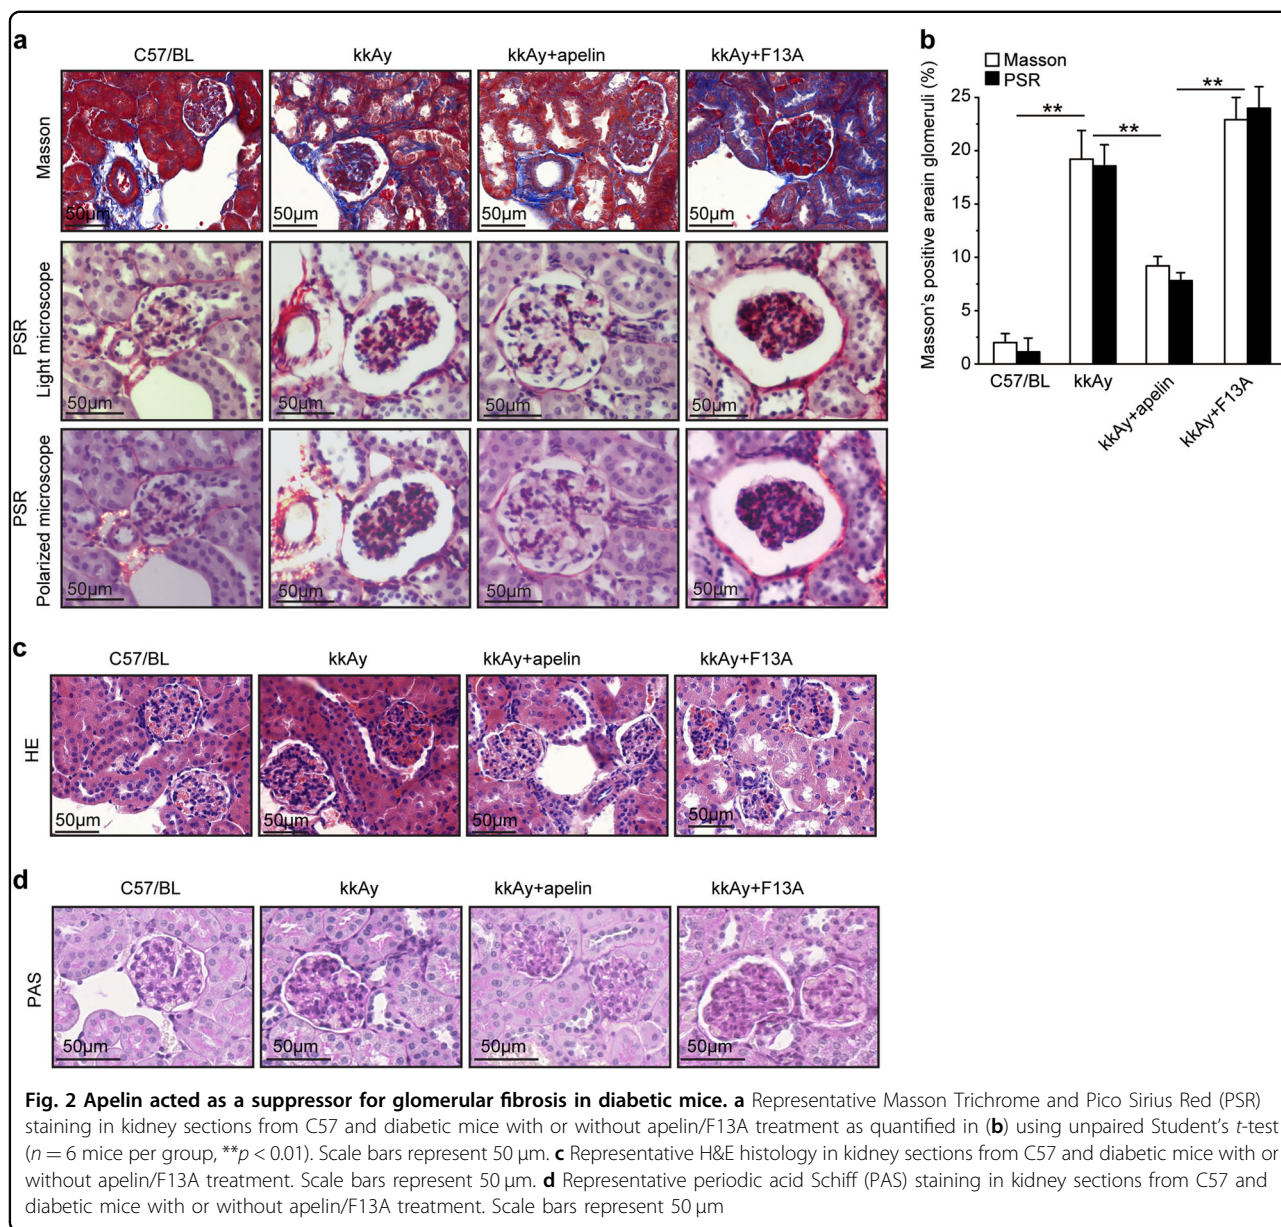 a
C57/BL kkAy kkAy+apelin kkAy+F13A
Masson
50μm 50μm 50μm 50μm
PSR
Light microscope
50μm 50μm 50μm 50μm
PSR
Polarized microscope
50μm 50μm 50μm 50μm
b
Masson
PSR
Masson's positive arean glomeruli (%)
25
20
15
10
5
0
** ** **
C57/BL kkAy kkAy+apelin kkAy+F13A
c
C57/BL kkAy kkAy+apelin kkAy+F13A
HE
50μm 50μm 50μm 50μm
d
C57/BL kkAy kkAy+apelin kkAy+F13A
PAS
50μm 50μm 50μm 50μm
Fig. 2 Apelin acted as a suppressor for glomerular fibrosis in diabetic mice. a Representative Masson Trichrome and Pico Sirius Red (PSR)
staining in kidney sections from C57 and diabetic mice with or without apelin/F13A treatment as quantified in (b) using unpaired Student's t-test
(n = 6 mice per group, **p < 0.01). Scale bars represent 50 μm. c Representative H&E histology in kidney sections from C57 and diabetic mice with or
without apelin/F13A treatment. Scale bars represent 50 μm. d Representative periodic acid Schiff (PAS) staining in kidney sections from C57 and
diabetic mice with or without apelin/F13A treatment. Scale bars represent 50 μm